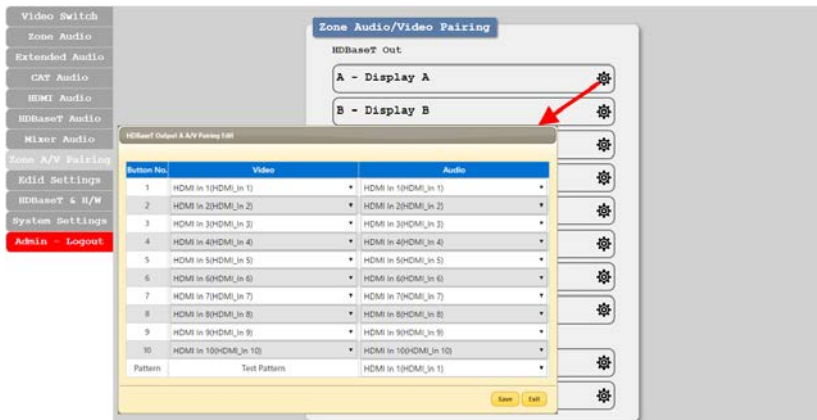 Video Switch
Zone Audio
Extended Audio
CAT Audio
HDMI Audio
HDBaseT Audio
Mixer Audio
Zone A/V Pairing
Edid Settings
HDBaseT & H/W
System Settings
Admin - Logout
Zone Audio/Video Pairing
HDBaseT Out
A - Display A
B - Display B
HDBaseT Output A A/V Pairing Edit
Button No. Video Audio
1 HDMI In 1(HDMI_In 1) HDMI In 1(HDMI_In 1)
2 HDMI In 2(HDMI_In 2) HDMI In 2(HDMI_In 2)
3 HDMI In 3(HDMI_In 3) HDMI In 3(HDMI_In 3)
4 HDMI In 4(HDMI_In 4) HDMI In 4(HDMI_In 4)
5 HDMI In 5(HDMI_In 5) HDMI In 5(HDMI_In 5)
6 HDMI In 6(HDMI_In 6) HDMI In 6(HDMI_In 6)
7 HDMI In 7(HDMI_In 7) HDMI In 7(HDMI_In 7)
8 HDMI In 8(HDMI_In 8) HDMI In 8(HDMI_In 8)
9 HDMI In 9(HDMI_In 9) HDMI In 9(HDMI_In 9)
10 HDMI In 10(HDMI_In 10) HDMI In 10(HDMI_In 10)
Pattern Test Pattern HDMI In 1(HDMI_In 1)
Save Exit